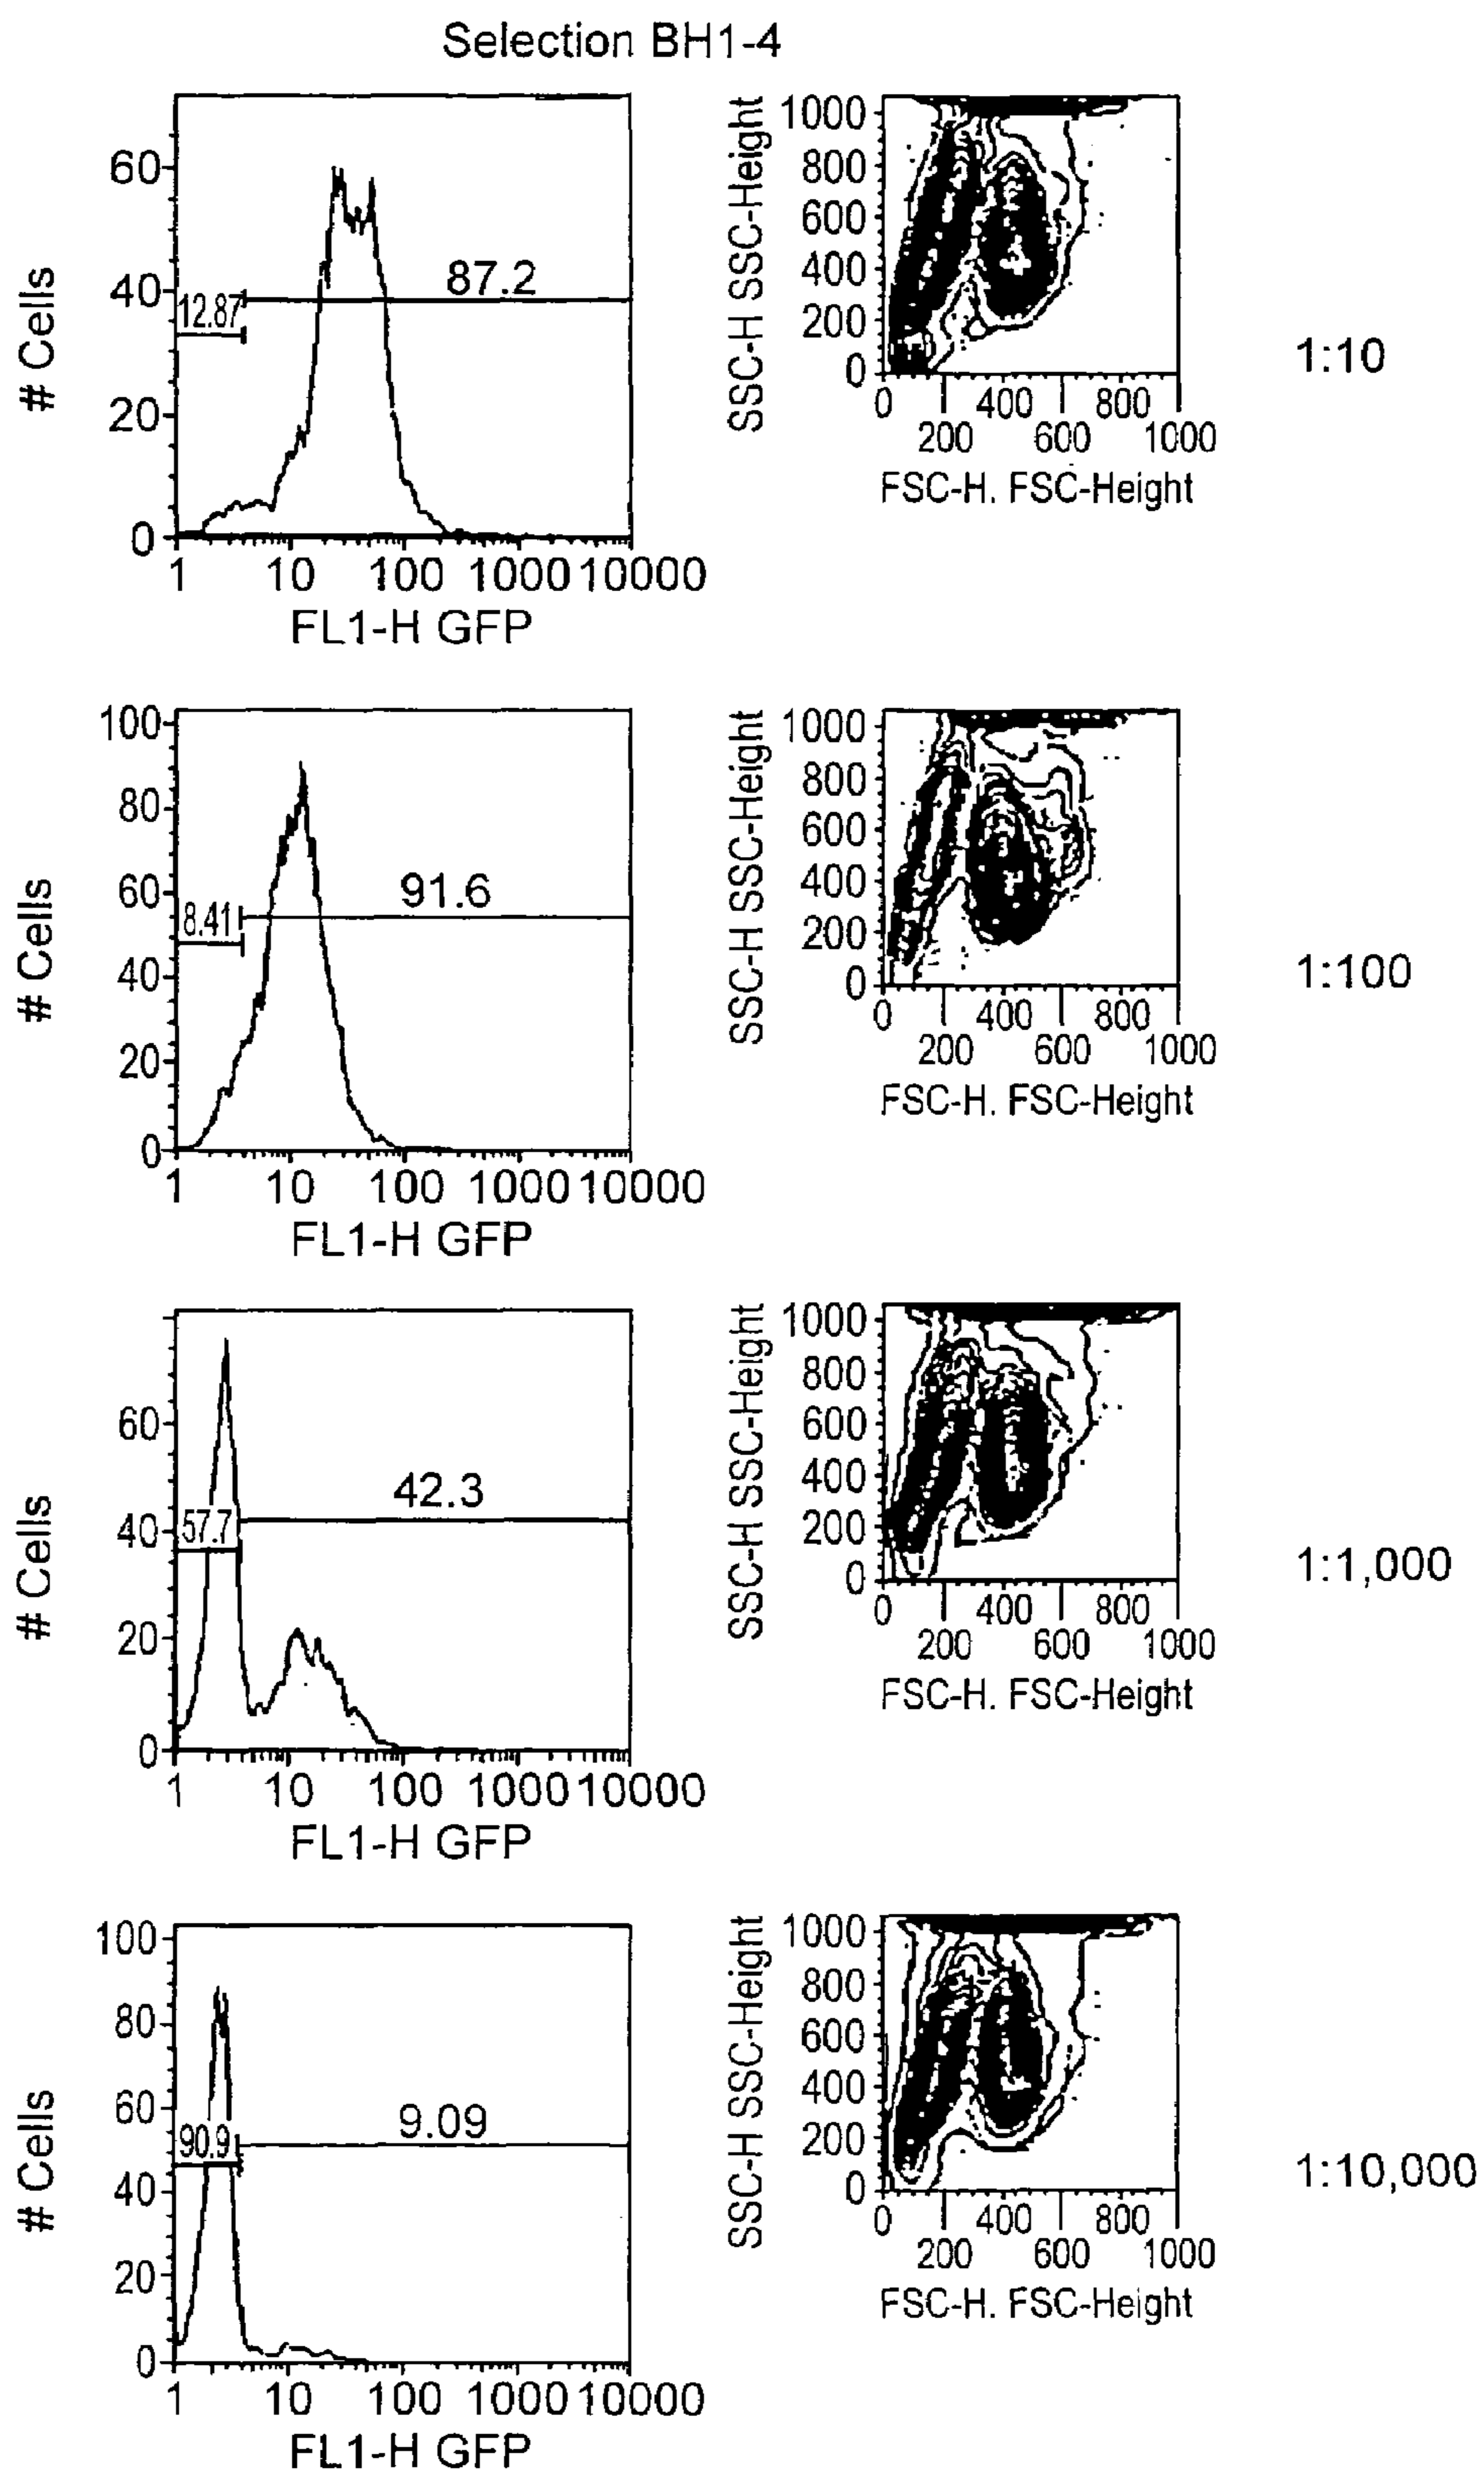 Selection BH1-4
# Cells
60
40
20
0
12.87
87.2
1 10 100 1000 10000
FL1-H GFP
SSC-H SSC-Height
1000
800
600
400
200
0
0 400 800
200 600 1000
FSC-H. FSC-Height
1:10
# Cells
100
80
60
40
20
0
8.41
91.6
1 10 100 1000 10000
FL1-H GFP
SSC-H SSC-Height
1000
800
600
400
200
0
0 400 800
200 600 1000
FSC-H. FSC-Height
1:100
# Cells
60
40
20
0
57.7
42.3
1 10 100 1000 10000
FL1-H GFP
SSC-H SSC-Height
1000
800
600
400
200
0
0 400 800
200 600 1000
FSC-H. FSC-Height
1:1,000
# Cells
100
80
60
40
20
0
90.9
9.09
1 10 100 1000 10000
FL1-H GFP
SSC-H SSC-Height
1000
800
600
400
200
0
0 400 800
200 600 1000
FSC-H. FSC-Height
1:10,000